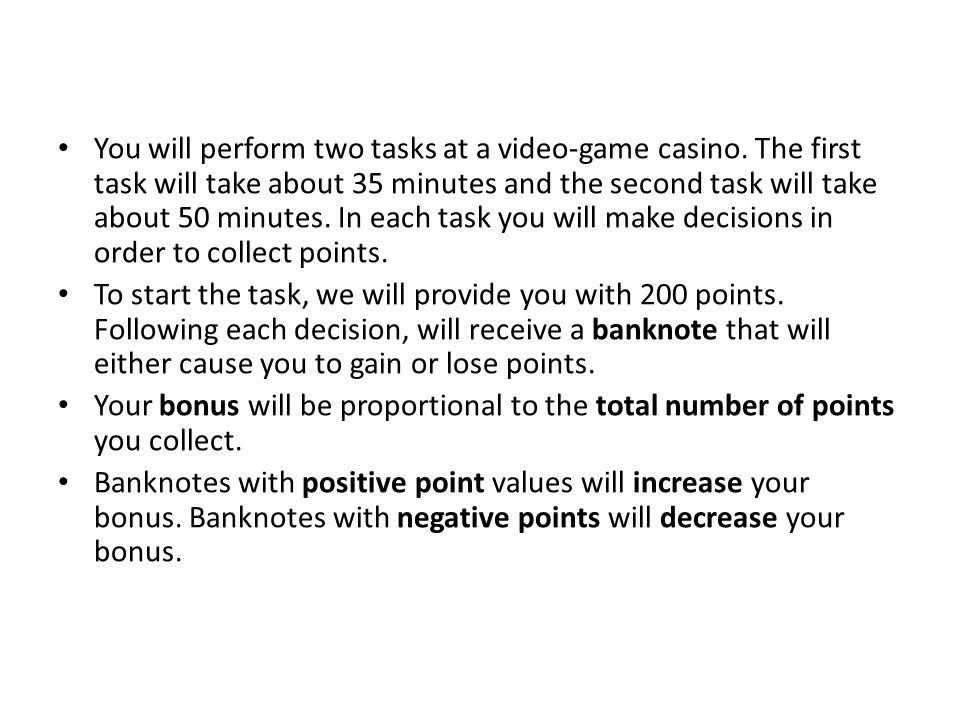 • You will perform two tasks at a video-game casino. The first
task will take about 35 minutes and the second task will take
about 50 minutes. In each task you will make decisions in
order to collect points.
• To start the task, we will provide you with 200 points.
Following each decision, will receive a banknote that will
either cause you to gain or lose points.
• Your bonus will be proportional to the total number of points
you collect.
• Banknotes with positive point values will increase your
bonus. Banknotes with negative points will decrease your
bonus.